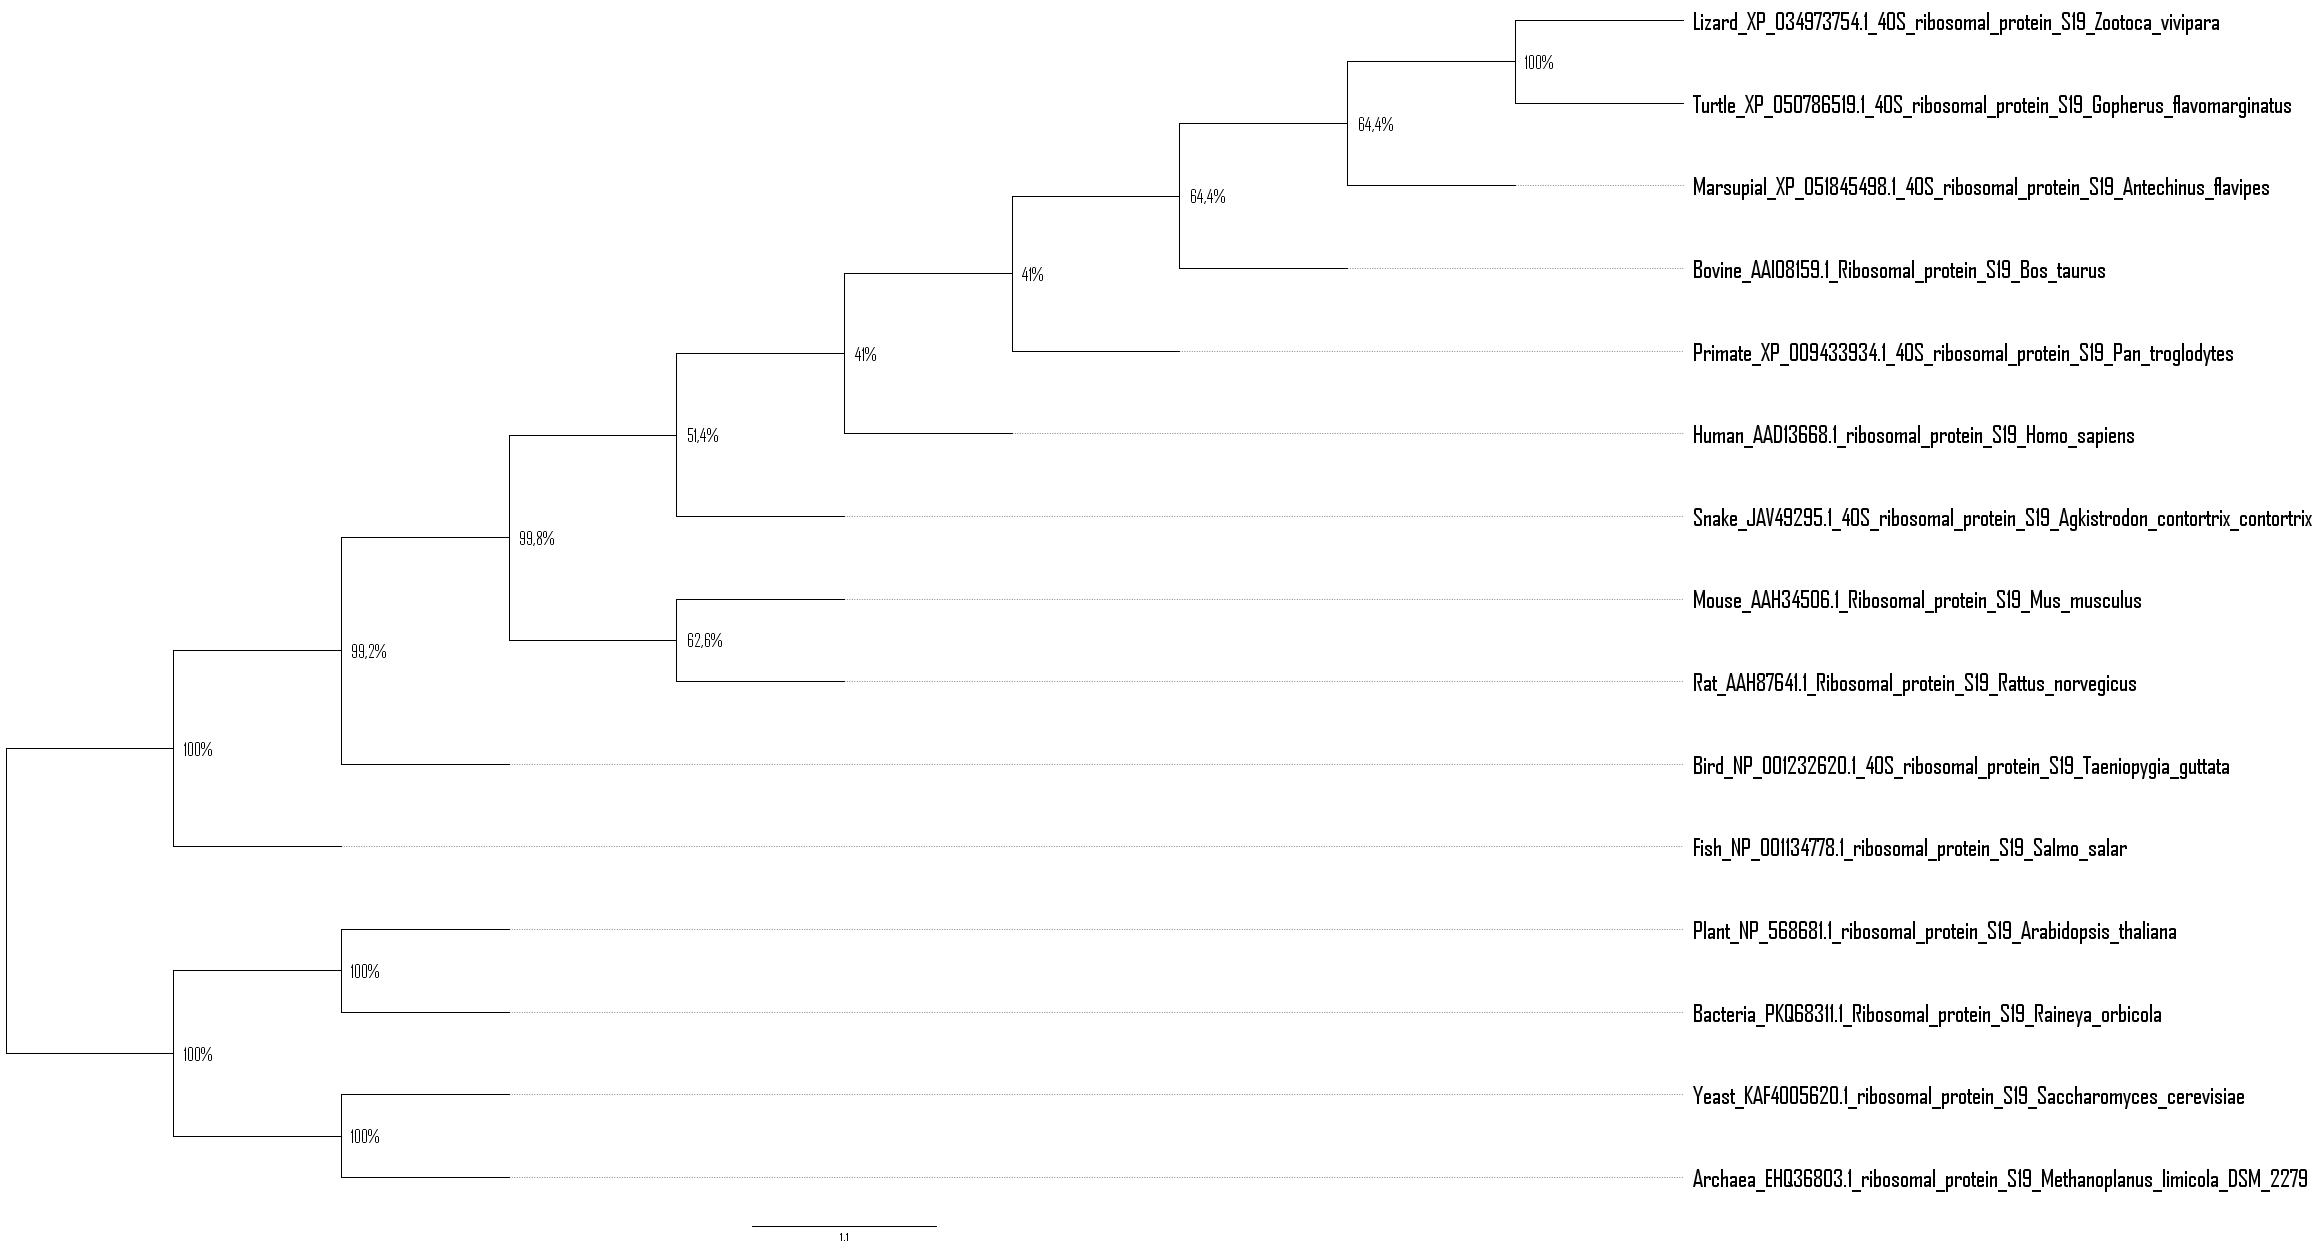 Lizard_XP_034973754.1_40S_ribosomal_protein_S19_Zootoca_vivipara
100%
Turtle_XP_050786519.1_40S_ribosomal_protein_S19_Gopherus_flavomarginatus
64,4%
Marsupial_XP_051845498.1_40S_ribosomal_protein_S19_Antechinus_flavipes
64,4%
Bovine_AAI08159.1_Ribosomal_protein_S19_Bos_taurus
41%
Primate_XP_009433934.1_40S_ribosomal_protein_S19_Pan_troglodytes
41%
Human_AAD13668.1_ribosomal_protein_S19_Homo_sapiens
51,4%
Snake_JAV49295.1_40S_ribosomal_protein_S19_Agkistrodon_contortrix_contortrix
99,8%
Mouse_AAH34506.1_Ribosomal_protein_S19_Mus_musculus
62,6%
Rat_AAH87641.1_Ribosomal_protein_S19_Rattus_norvegicus
99,2%
Bird_NP_001232620.1_40S_ribosomal_protein_S19_Taeniopygia_guttata
100%
Fish_NP_001134778.1_ribosomal_protein_S19_Salmo_salar
Plant_NP_568681.1_ribosomal_protein_S19_Arabidopsis_thaliana
100%
Bacteria_PKQ68311.1_Ribosomal_protein_S19_Raineya_orbicola
100%
Yeast_KAF4005620.1_ribosomal_protein_S19_Saccharomyces_cerevisiae
100%
Archaea_EHQ36803.1_ribosomal_protein_S19_Methanoplanus_limicola_DSM_2279
1.1